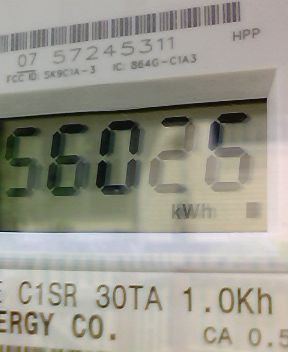 07 57245311
HPP
FCC ID: SK9C1A-3 IC: 864G-C1A3
kWh
C1SR 30TA 1.0Kh
ERGY CO.
CA 0.5